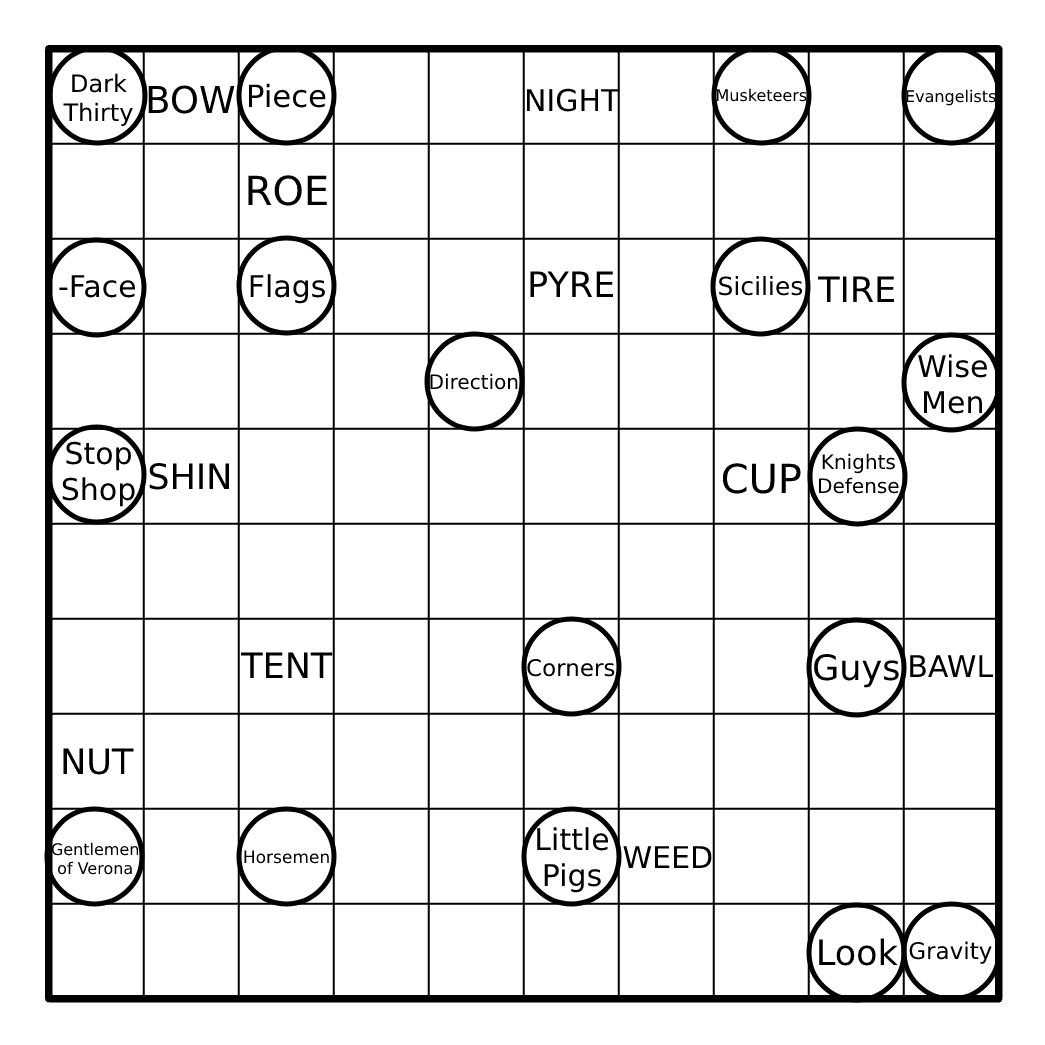 Dark
Thirty
BOW
Piece
NIGHT
Musketeers
Evangelists
ROE
-Face
Flags
PYRE
Sicilies
TIRE
Direction
Wise
Men
Stop
Shop
SHIN
CUP
Knights
Defense
TENT
Corners
Guys
BAWL
NUT
Gentlemen
of Verona
Horsemen
Little
Pigs
WEED
Look
Gravity